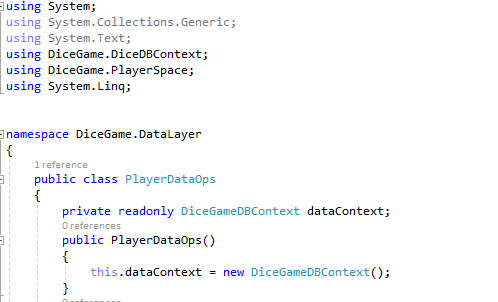 using System;
using System.Collections.Generic;
using System.Text;
using DiceGame.DiceDBContext;
using DiceGame.PlayerSpace;
using System.Linq;
namespace DiceGame.DataLayer
{
1 reference
public class PlayerDataOps
{
private readonly DiceGameDBContext dataContext;
0 references
public PlayerDataOps()
{
this.dataContext = new DiceGameDBContext();
}
0 references